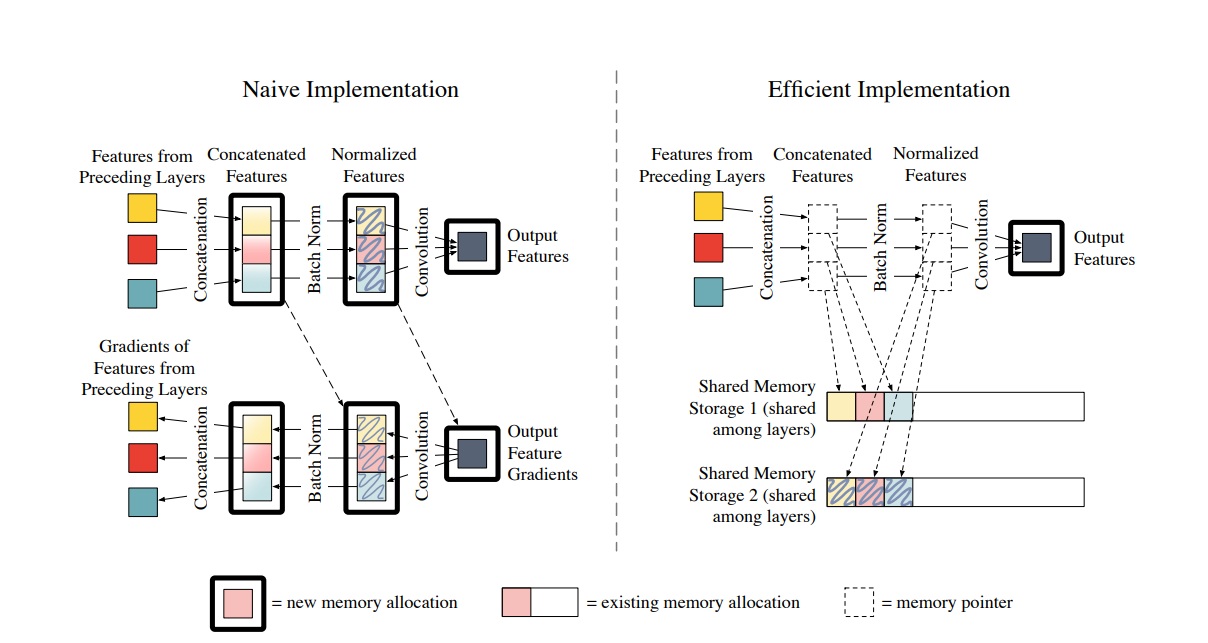 Naive Implementation
Features from
Preceding Layers
Concatenated
Features
Normalized
Features
Concatenation
Batch Norm
Convolution
Output
Features
Gradients of
Features from
Preceding Layers
Concatenation
Batch Norm
Convolution
Output
Feature
Gradients
Efficient Implementation
Features from
Preceding Layers
Concatenated
Features
Normalized
Features
Concatenation
Batch Norm
Convolution
Output
Features
Shared Memory
Storage 1 (shared
among layers)
Shared Memory
Storage 2 (shared
among layers)
= new memory allocation
= existing memory allocation
= memory pointer